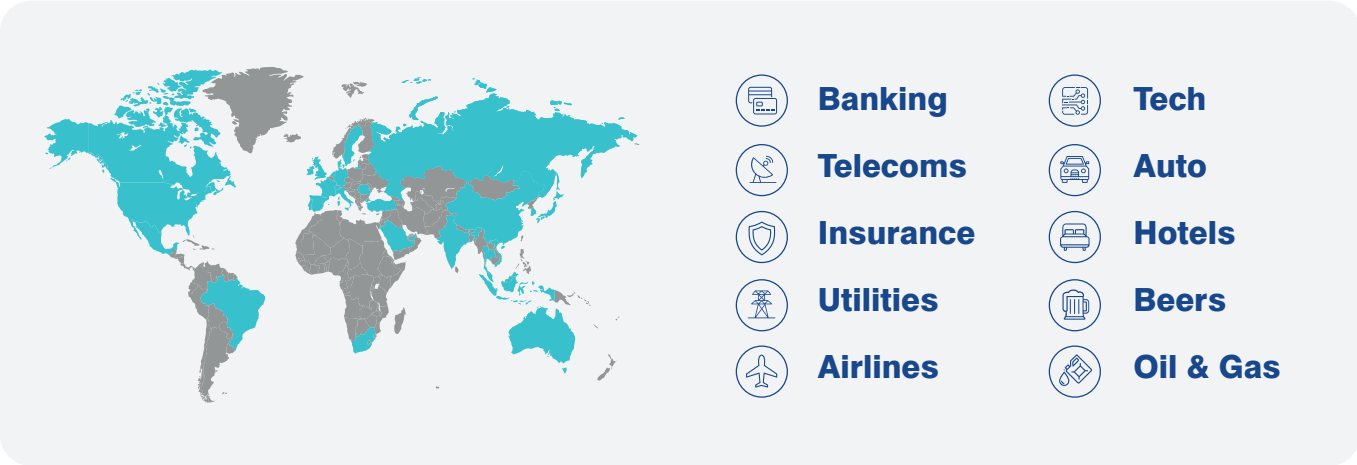 Banking
Telecoms
Insurance
Utilities
Airlines
Tech
Auto
Hotels
Beers
Oil & Gas